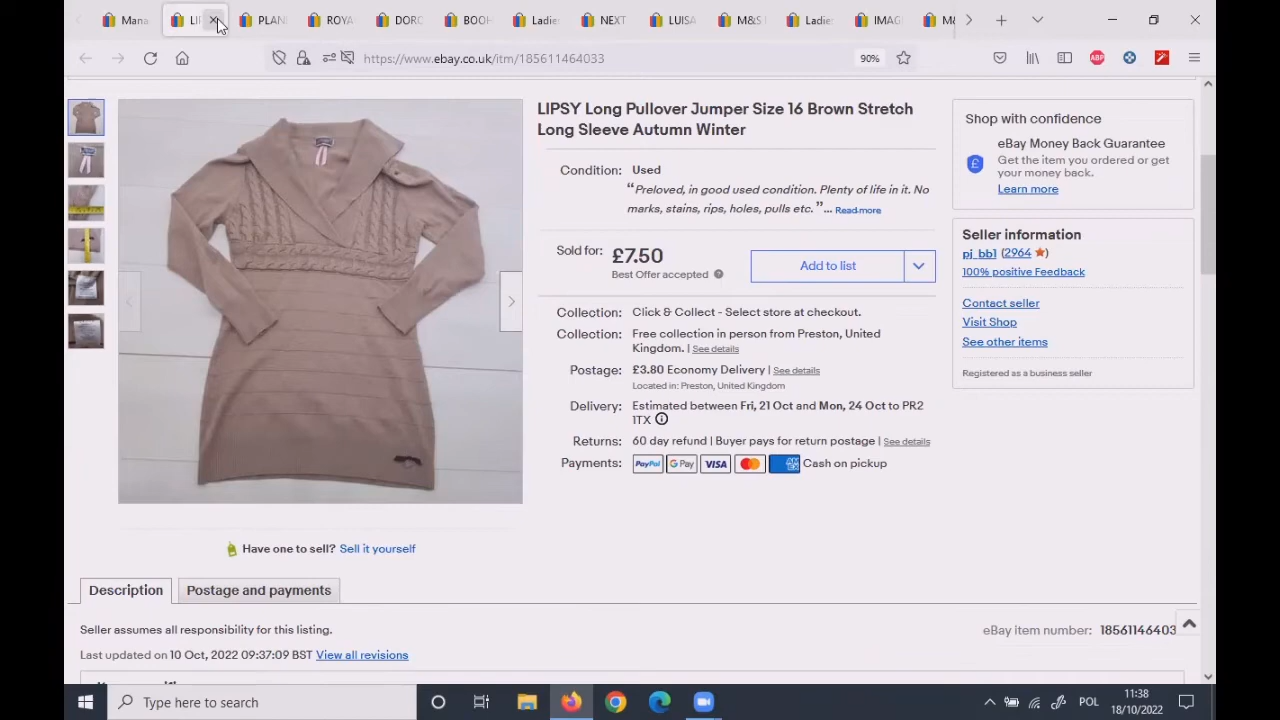 Mana
LIP
PLAN
ROYA
DORO
BOOH
Ladie
NEXT
LUISA
M&S
Ladie
IMAG
M&
https://www.ebay.co.uk/itm/185611464033
90%
ABP
LIPSY Long Pullover Jumper Size 16 Brown Stretch
Long Sleeve Autumn Winter
Condition: Used
“Preloved, in good used condition. Plenty of life in it. No
marks, stains, rips, holes, pulls etc. ”... Read more
Sold for: £7.50
Best Offer accepted
Add to list
Collection: Click & Collect - Select store at checkout.
Collection: Free collection in person from Preston, United
Kingdom. | See details
Postage: £3.80 Economy Delivery | See details
Located in: Preston, United Kingdom
Delivery: Estimated between Fri, 21 Oct and Mon, 24 Oct to PR2
1TX
Returns: 60 day refund | Buyer pays for return postage | See details
Payments: PayPal G Pay VISA Cash on pickup
Shop with confidence
eBay Money Back Guarantee
Get the item you ordered or get
your money back.
Learn more
Seller information
pj_bb1 (2964 )
100% positive Feedback
Contact seller
Visit Shop
See other items
Registered as a business seller
Have one to sell? Sell it yourself
Description
Postage and payments
Seller assumes all responsibility for this listing.
eBay item number: 18561146403
Last updated on 10 Oct, 2022 09:37:09 BST View all revisions
Type here to search
POL
11:38
18/10/2022